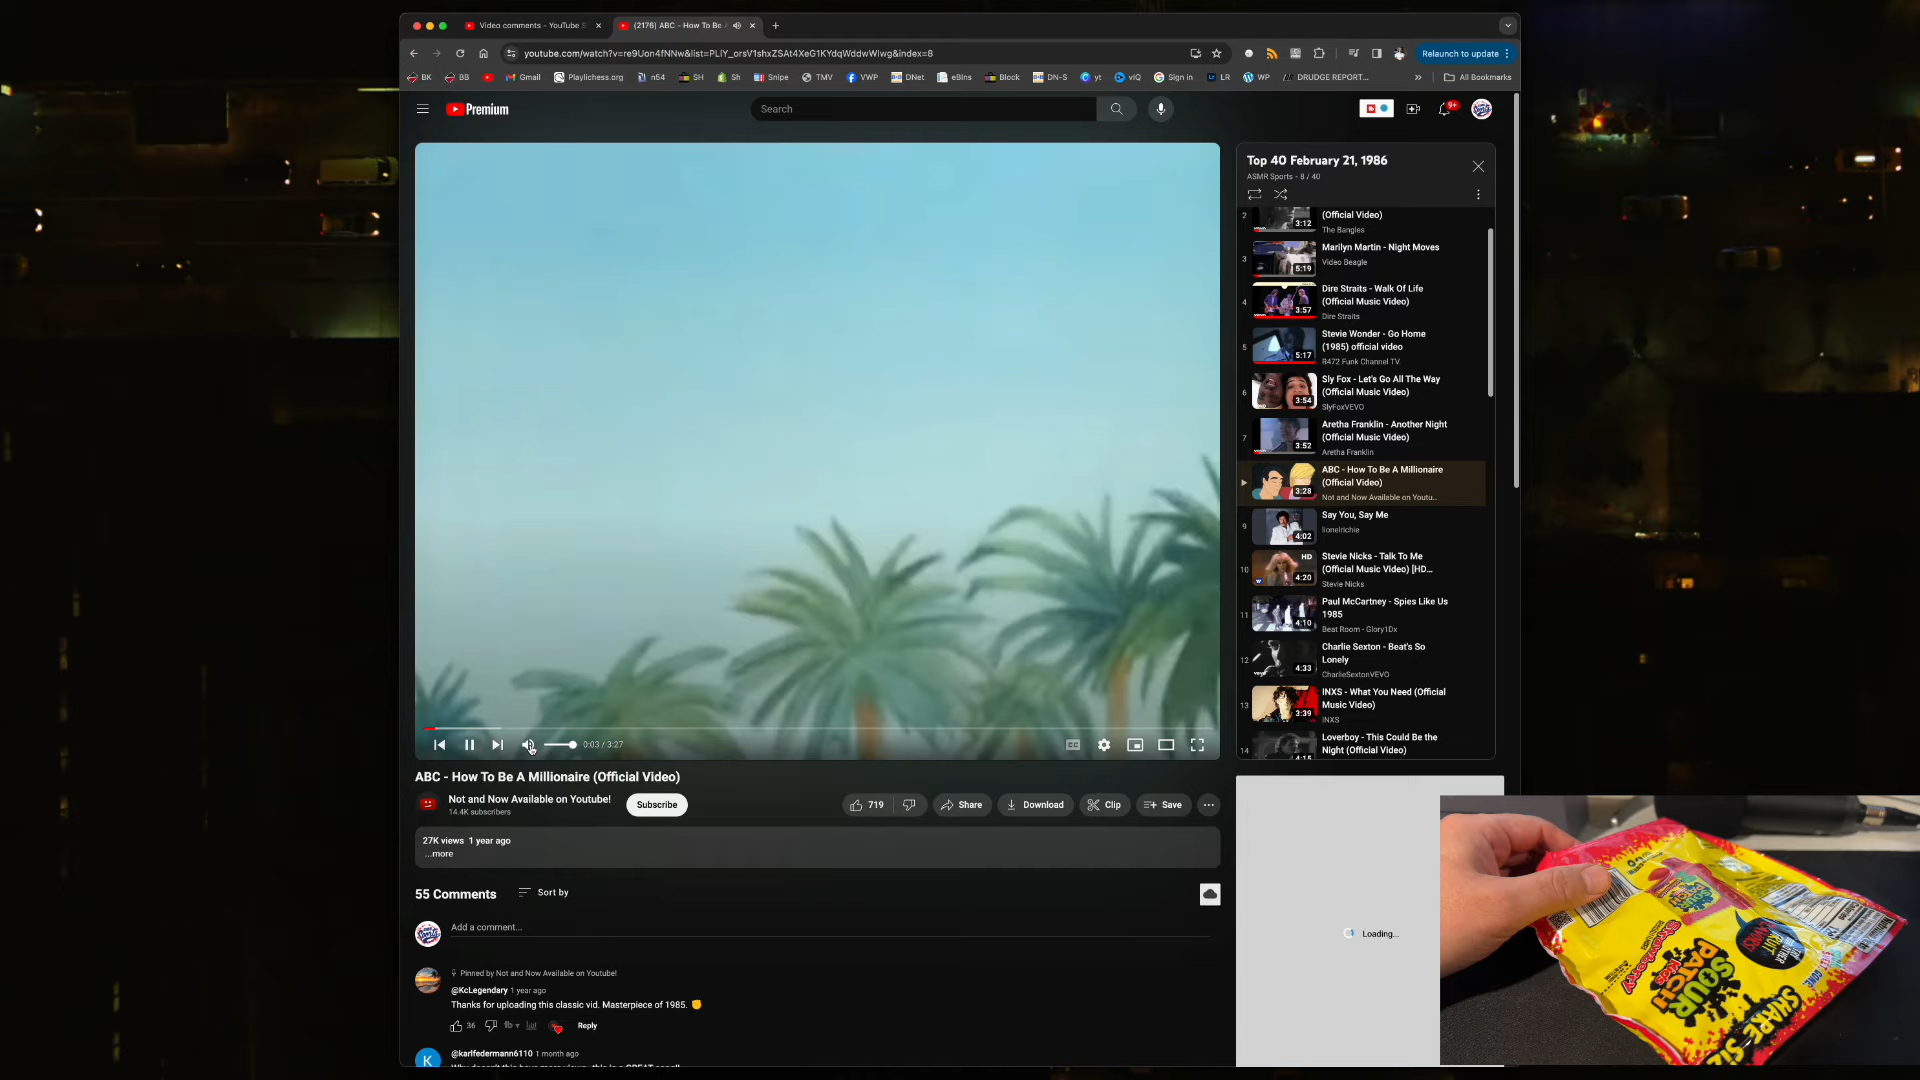 Video comments - YouTube S
(2176) ABC - How To Be
youtube.com/watch?v=re9Uon4fNNw&list=PLlY_orsV1shxZSAt4XeG1KYdqWddwWIwg&index=8
Relaunch to update
BK
BB
Gmail
Playlichess.org
n64
SH
Sh
Snipe
TMV
VWP
DNet
eBins
Block
DN-S
yt
vIQ
Sign in
LR
WP
DRUDGE REPORT...
All Bookmarks
Premium
Search
9+
Top 40 February 21, 1986
ASMR Sports - 8 / 40
2
(Official Video)
The Bangles
3:12
3
Marilyn Martin - Night Moves
Video Beagle
5:19
4
Dire Straits - Walk Of Life
(Official Music Video)
Dire Straits
3:57
5
Stevie Wonder - Go Home
(1985) official video
R472 Funk Channel TV
5:17
6
Sly Fox - Let's Go All The Way
(Official Music Video)
SlyFoxVEVO
3:54
7
Aretha Franklin - Another Night
(Official Music Video)
Aretha Franklin
3:52
ABC - How To Be A Millionaire
(Official Video)
Not and Now Available on Youtu...
3:28
9
Say You, Say Me
lionelrichie
4:02
10
Stevie Nicks - Talk To Me
(Official Music Video) [HD...
Stevie Nicks
HD
4:20
11
Paul McCartney - Spies Like Us
1985
Beat Room - Glory1Dx
4:10
12
Charlie Sexton - Beat's So
Lonely
CharlieSextonVEVO
4:33
13
INXS - What You Need (Official
Music Video)
INXS
3:39
14
Loverboy - This Could Be the
Night (Official Video)
4:15
0:03 / 3:27
ABC - How To Be A Millionaire (Official Video)
Not and Now Available on Youtube!
14.4K subscribers
Subscribe
719
Share
Download
Clip
Save
27K views 1 year ago
...more
55 Comments
Sort by
Add a comment...
Pinned by Not and Now Available on Youtube!
@KcLegendary 1 year ago
Thanks for uploading this classic vid. Masterpiece of 1985.
36
Reply
K
@karlfedermann6110 1 month ago
Loading...
SOUR
PATCH
Kids
Strawberry
SHARE SIZE